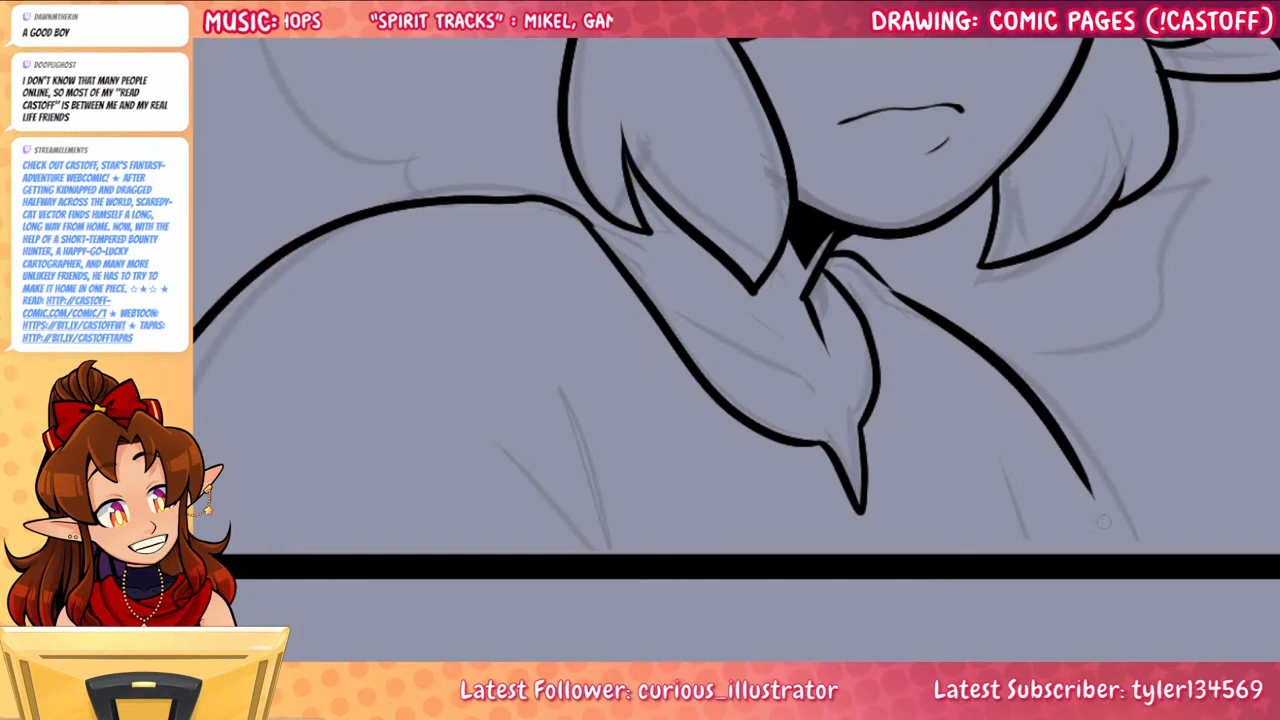 MUSIC: HOPS "SPIRIT TRACKS" : MIKEL, GAM
DRAWING: COMIC PAGES (!CASTOFF)
DAWNMTHERIN
A GOOD BOY
DOOPLIGHOST
I DON'T KNOW THAT MANY PEOPLE
ONLINE, SO MOST OF MY "READ
CASTOFF" IS BETWEEN ME AND MY REAL
LIFE FRIENDS
STREAMELEMENTS
CHECK OUT CASTOFF, STAR'S FANTASY-
ADVENTURE WEBCOMIC! ★ AFTER
GETTING KIDNAPPED AND DRAGGED
HALFWAY ACROSS THE WORLD, SCAREDY-
CAT VECTOR FINDS HIMSELF A LONG,
LONG WAY FROM HOME. NOW, WITH THE
HELP OF A SHORT-TEMPERED BOUNTY
HUNTER, A HAPPY-GO-LUCKY
CARTOGRAPHER, AND MANY MORE
UNLIKELY FRIENDS, HE HAS TO TRY TO
MAKE IT HOME IN ONE PIECE. ☆★☆ ★
READ: HTTP://CASTOFF-
COMIC.COM/COMIC/1 ★ WEBTOON:
HTTPS://BIT.LY/CASTOFFWT ★ TAPAS:
HTTP://BIT.LY/CASTOFFTAPAS
Latest Follower: curious_illustrator
Latest Subscriber: tyler134569